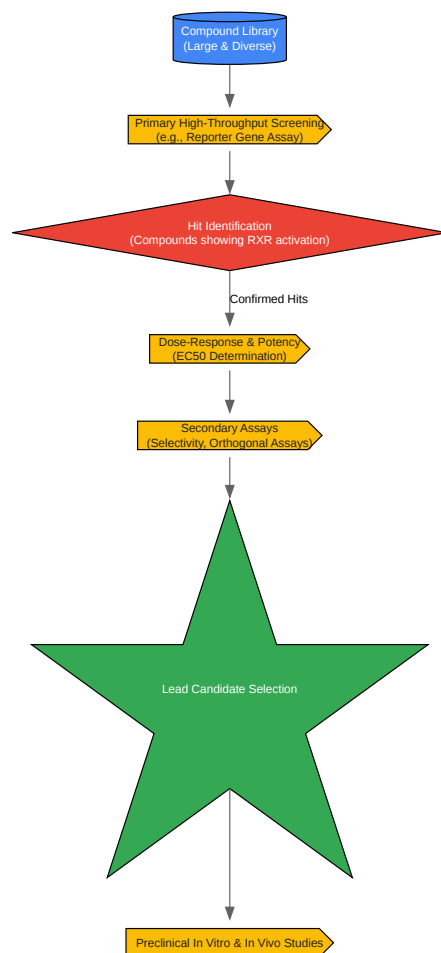 Compound Library
(Large & Diverse)
Primary High-Throughput Screening
(e.g., Reporter Gene Assay)
Hit Identification
(Compounds showing RXR activation)
Confirmed Hits
Dose-Response & Potency
(EC50 Determination)
Secondary Assays
(Selectivity, Orthogonal Assays)
Lead Candidate Selection
Preclinical In Vitro & In Vivo Studies